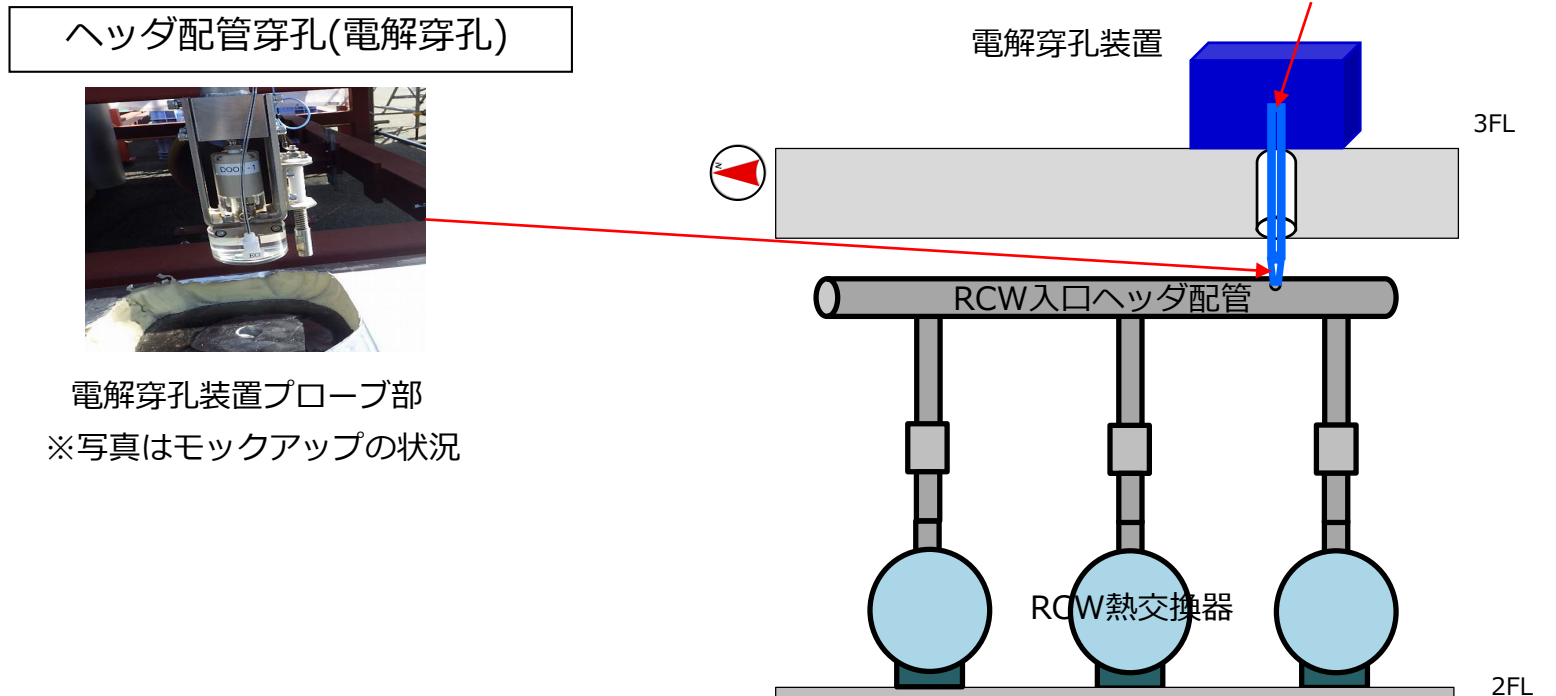 ヘッダ配管穿孔(電解穿孔)
電解穿孔装置
3FL
N
DOO
-1
RCW入口ヘッダ配管
電解穿孔装置プローブ部
※写真はモックアップの状況
RCW熱交換器
2FL